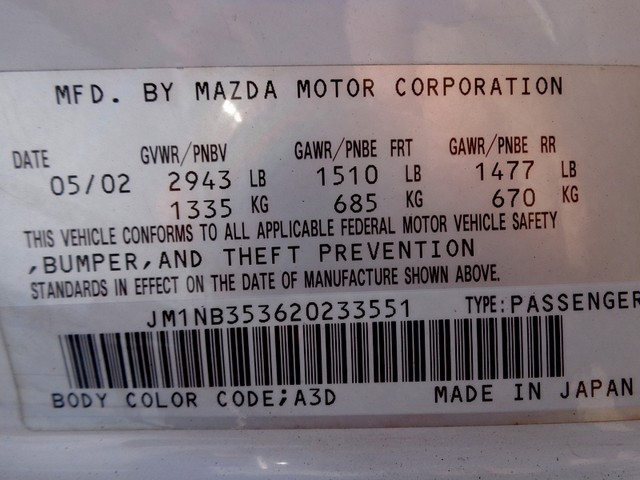 MFD. BY MAZDA MOTOR CORPORATION
DATE GVWR/PNBV GAWR/PNBE FRT GAWR/PNBE RR
05/02 2943 LB 1510 LB 1477 LB
1335 KG 685 KG 670 KG
THIS VEHICLE CONFORMS TO ALL APPLICABLE FEDERAL MOTOR VEHICLE SAFETY
,BUMPER,AND THEFT PREVENTION
STANDARDS IN EFFECT ON THE DATE OF MANUFACTURE SHOWN ABOVE.
JM1NB353620233551 TYPE:PASSENGER
BODY COLOR CODE;A3D MADE IN JAPAN